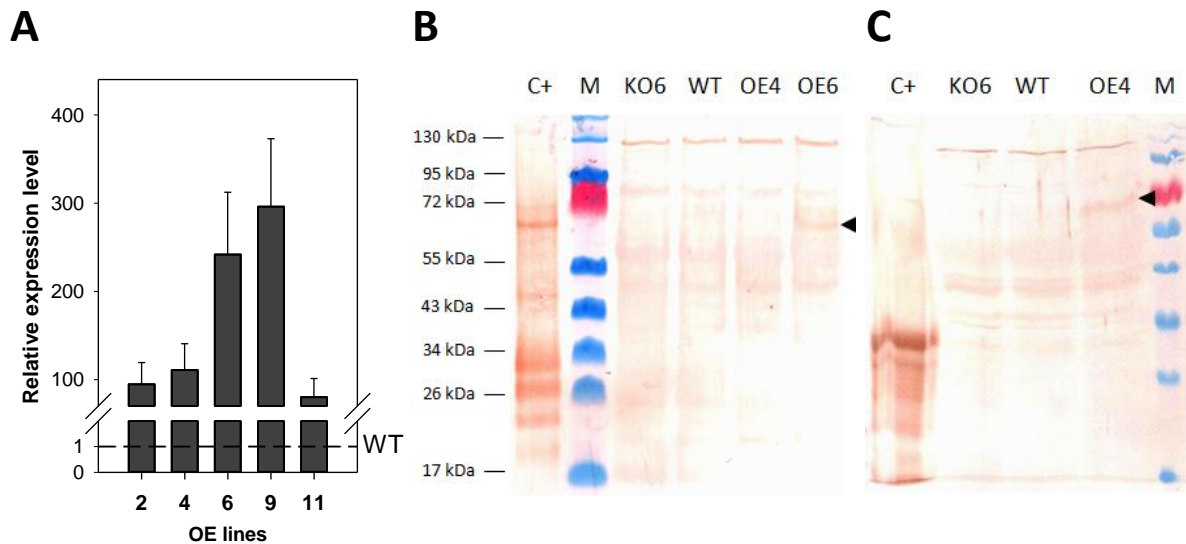 A
B
C
Relative expression level
400
300
200
100
1
0
WT
2 4 6 9 11
OE lines
C+ M KO6 WT OE4 OE6
130 kDa
95 kDa
72 kDa
55 kDa
43 kDa
34 kDa
26 kDa
17 kDa
C+ KO6 WT OE4 M